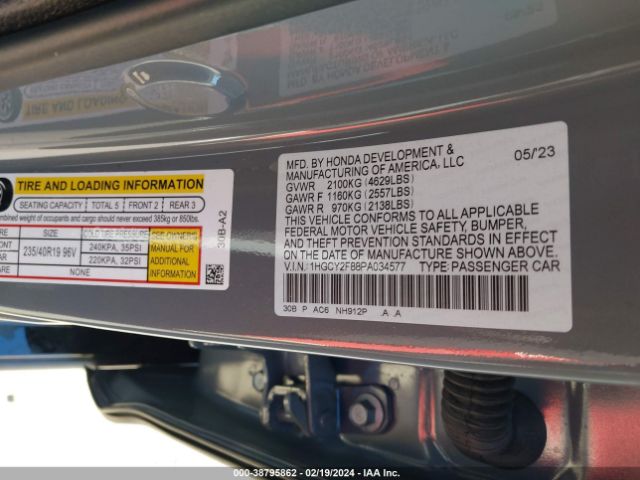 TIRE AND LOADING INFORMATION
SEATING CAPACITY TOTAL 5 FRONT 2 REAR 3
combined weight of occupants and cargo should never exceed 385kg or 850lbs.
SIZE COLD TIRE PRESSURE SEE OWNER'S
235/40R19 96V 240KPA, 35PSI MANUAL FOR
220KPA, 32PSI ADDITIONAL
INFORMATION
30B-A2
MFD. BY HONDA DEVELOPMENT & 05/'23
MANUFACTURING OF AMERICA, LLC
GVWR 2100KG (4629LBS)
GAWR F 1160KG (2557LBS)
GAWR R 970KG (2138LBS)
THIS VEHICLE CONFORMS TO ALL APPLICABLE
FEDERAL MOTOR VEHICLE SAFETY, BUMPER,
AND THEFT PREVENTION STANDARDS IN EFFECT
ON THE DATE OF MANUFACTURE SHOWN ABOVE.
V.I.N.: 1HGCY2F88PA034577 TYPE: PASSENGER CAR
30B P AC6 NH912P .A .A
000 - 38795862 - 02/19/2024 - IAA Inc.